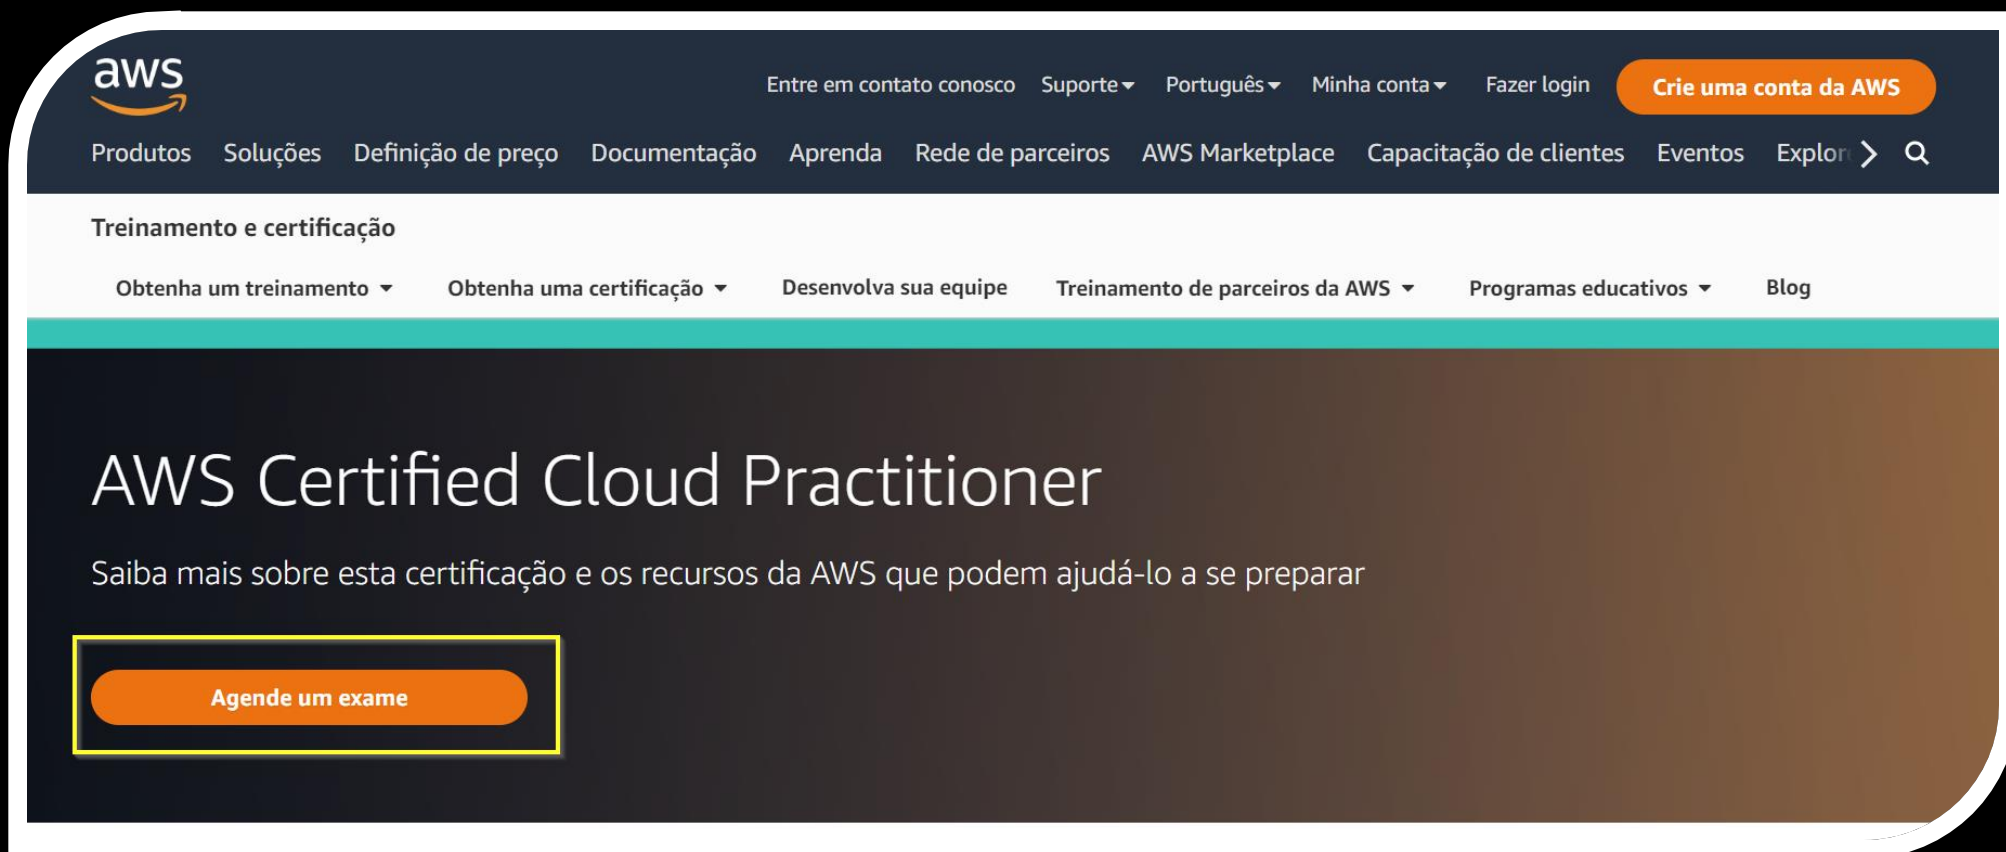 aws
Entre em contato conosco Suporte Português Minha conta Fazer login Crie uma conta da AWS
Produtos Soluções Definição de preço Documentação Aprenda Rede de parceiros AWS Marketplace Capacitação de clientes Eventos Explor
Treinamento e certificação
Obtenha um treinamento Obtenha uma certificação Desenvolva sua equipe Treinamento de parceiros da AWS Programas educativos Blog
AWS Certified Cloud Practitioner
Saiba mais sobre esta certificação e os recursos da AWS que podem ajudá-lo a se preparar
Agende um exame